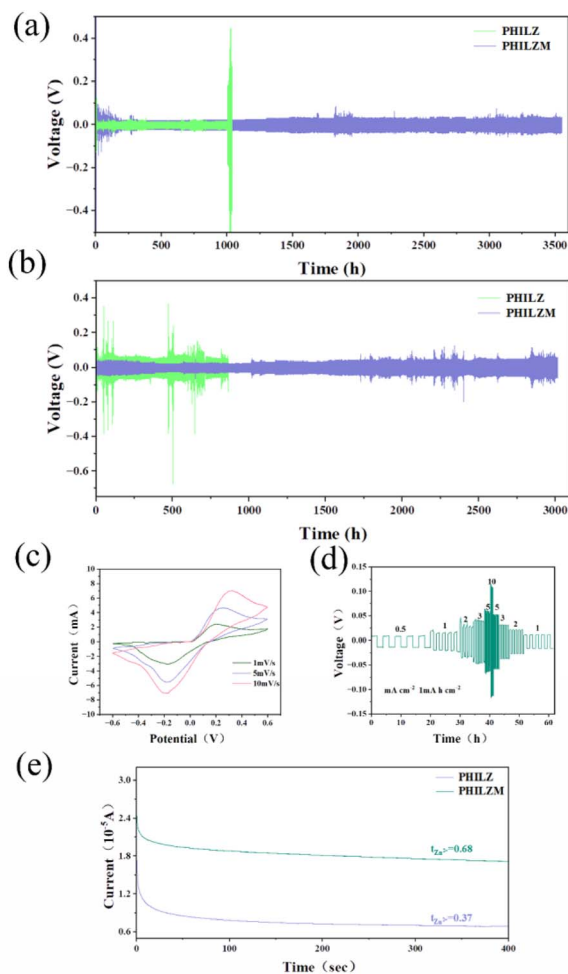 (a)
PHILZ
PHILZM
Voltage (V)
0.4
0.2
0.0
−0.2
−0.4
0 500 1000 1500 2000 2500 3000 3500
Time (h)
(b)
PHILZ
PHILZM
Voltage (V)
0.4
0.2
0.0
−0.2
−0.4
−0.6
0 500 1000 1500 2000 2500 3000
Time (h)
(c)
Current (mA)
10
8
6
4
2
0
−2
−4
−6
−8
−10
1mV/s
5mV/s
10mV/s
−0.6 −0.4 −0.2 0.0 0.2 0.4 0.6
Potential (V)
(d)
Voltage (V)
0.15
0.10
0.05
0.00
−0.05
−0.10
−0.15
0.5 1 2 3 5 10 5 3 2 1
mA cm⁻² 1mA h cm⁻²
0 10 20 30 40 50 60
Time (h)
(e)
PHILZ
PHILZM
Current (10⁻⁵A)
3.0
2.4
1.8
1.2
0.6
t Zn²⁺=0.68
t Zn²⁺=0.37
0 100 200 300 400
Time (sec)